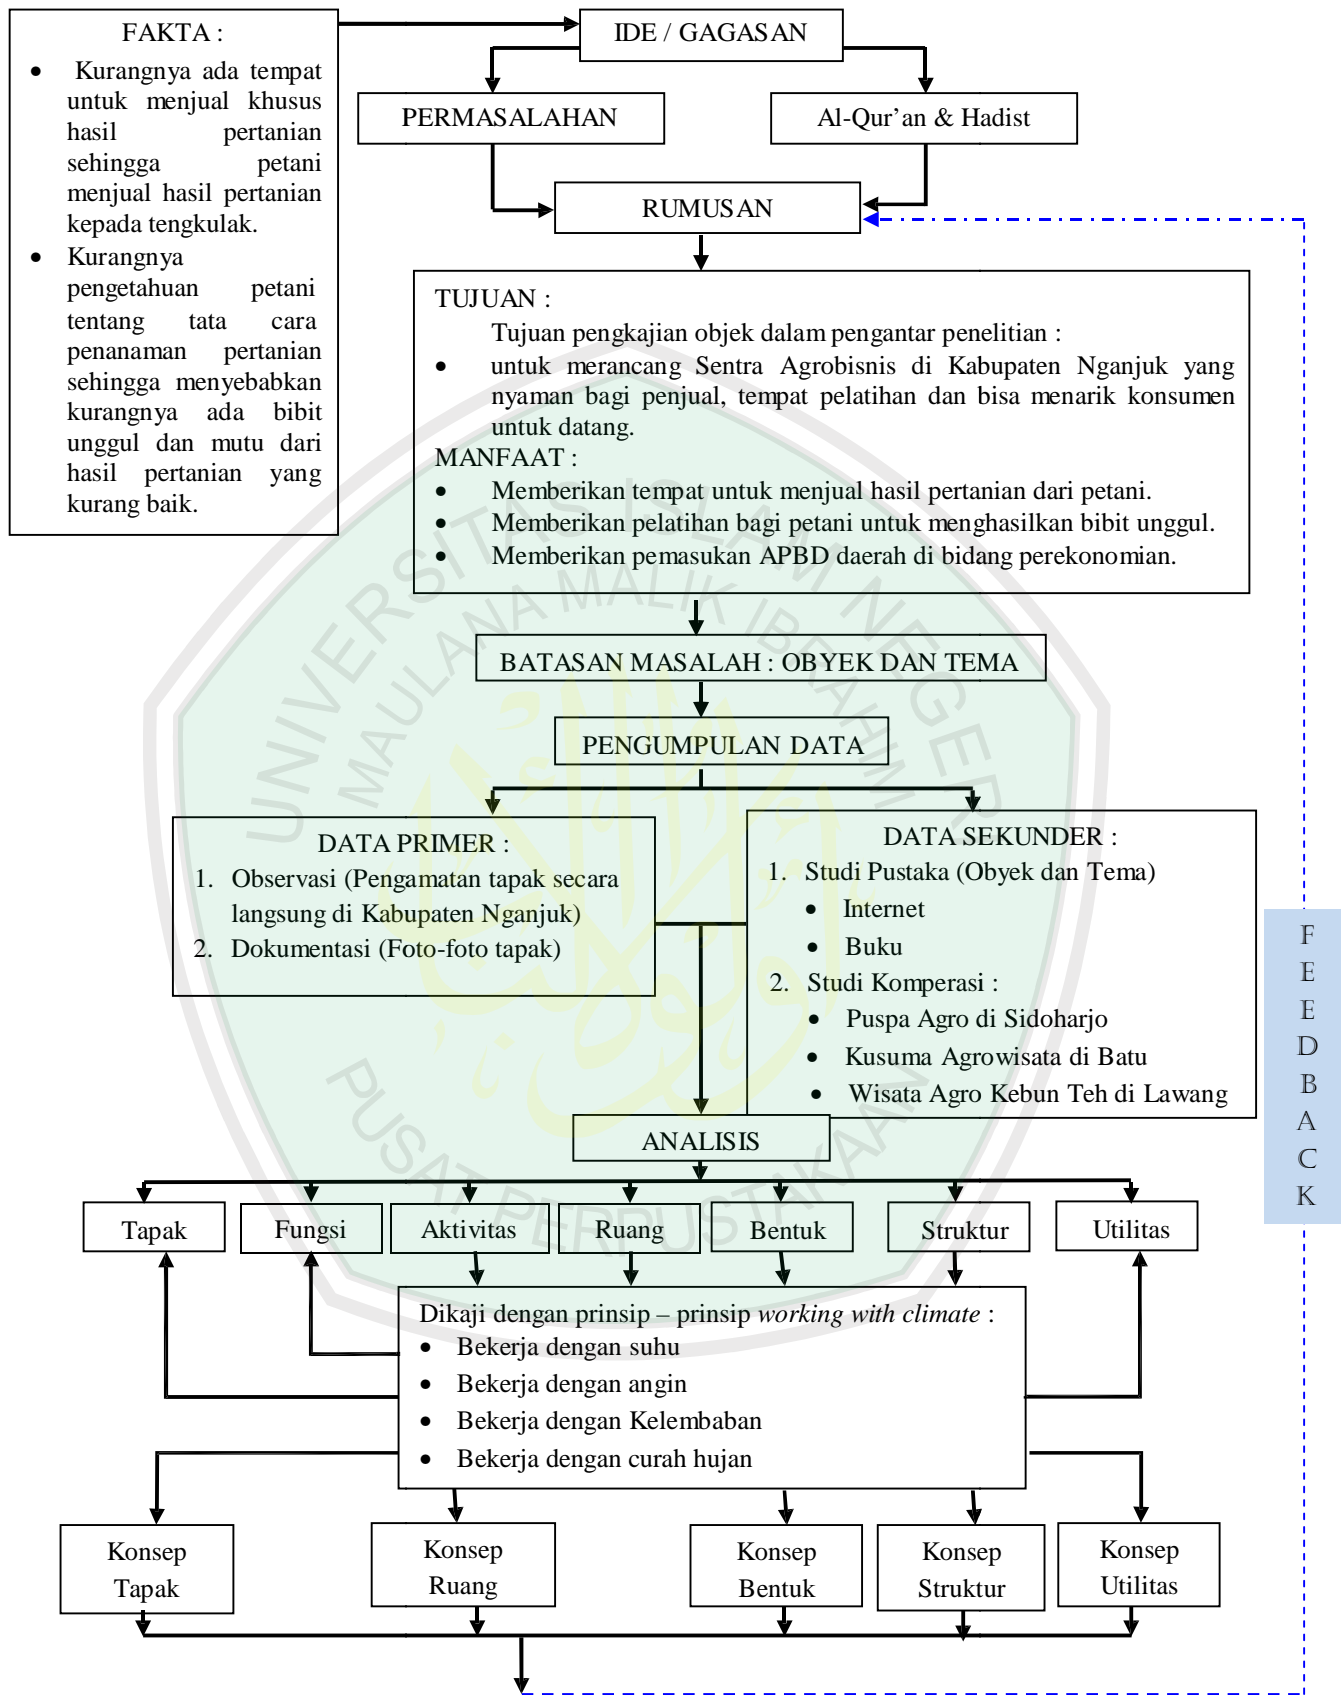 FAKTA :
• Kurangnya ada tempat
untuk menjual khusus
hasil pertanian
sehingga petani
menjual hasil pertanian
kepada tengkulak.
• Kurangnya
pengetahuan petani
tentang tata cara
penanaman pertanian
sehingga menyebabkan
kurangnya ada bibit
unggul dan mutu dari
hasil pertanian yang
kurang baik.
IDE / GAGASAN
PERMASALAHAN
Al-Qur’an & Hadist
RUMUSAN
TUJUAN :
Tujuan pengkajian objek dalam pengantar penelitian :
• untuk merancang Sentra Agrobisnis di Kabupaten Nganjuk yang
nyaman bagi penjual, tempat pelatihan dan bisa menarik konsumen
untuk datang.
MANFAAT :
• Memberikan tempat untuk menjual hasil pertanian dari petani.
• Memberikan pelatihan bagi petani untuk menghasilkan bibit unggul.
• Memberikan pemasukan APBD daerah di bidang perekonomian.
BATASAN MASALAH : OBYEK DAN TEMA
PENGUMPULAN DATA
DATA PRIMER :
1. Observasi (Pengamatan tapak secara
langsung di Kabupaten Nganjuk)
2. Dokumentasi (Foto-foto tapak)
DATA SEKUNDER :
1. Studi Pustaka (Obyek dan Tema)
• Internet
• Buku
2. Studi Komperasi :
• Puspa Agro di Sidoharjo
• Kusuma Agrowisata di Batu
• Wisata Agro Kebun Teh di Lawang
ANALISIS
Tapak
Fungsi
Aktivitas
Ruang
Bentuk
Struktur
Utilitas
Dikaji dengan prinsip – prinsip working with climate :
• Bekerja dengan suhu
• Bekerja dengan angin
• Bekerja dengan Kelembaban
• Bekerja dengan curah hujan
Konsep
Tapak
Konsep
Ruang
Konsep
Bentuk
Konsep
Struktur
Konsep
Utilitas
FEEDBACK
UNIVERSITAS ISLAM NEGERI
MAULANA MALIK IBRAHIM
PUSAT PERPUSTAKAAN